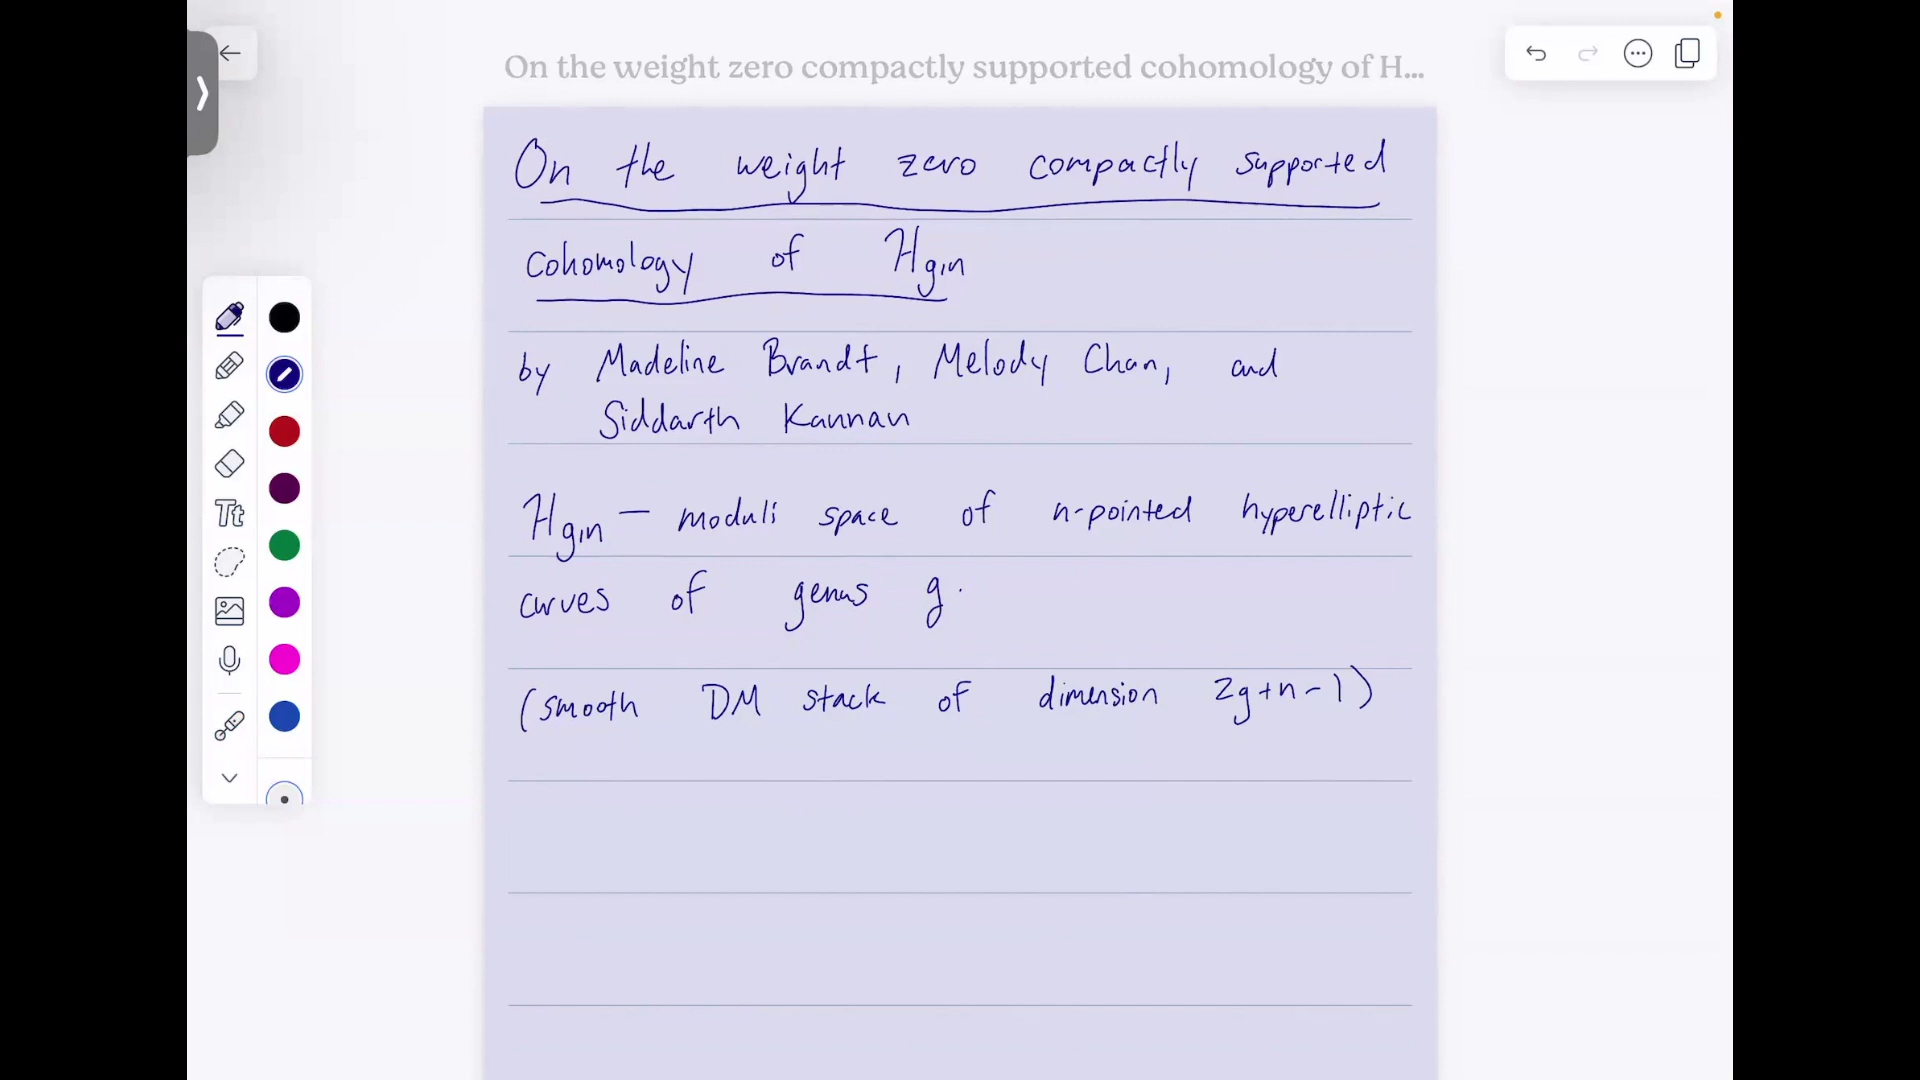 On the weight zero compactly supported cohomology of H...
On the weight zero compactly supported
cohomology of Hg,n
by Madeline Brandt, Melody Chan, and
Siddarth Kannan
Hg,n — moduli space of n-pointed hyperelliptic
curves of genus g.
(smooth DM stack of dimension 2g+n-1)
Tt